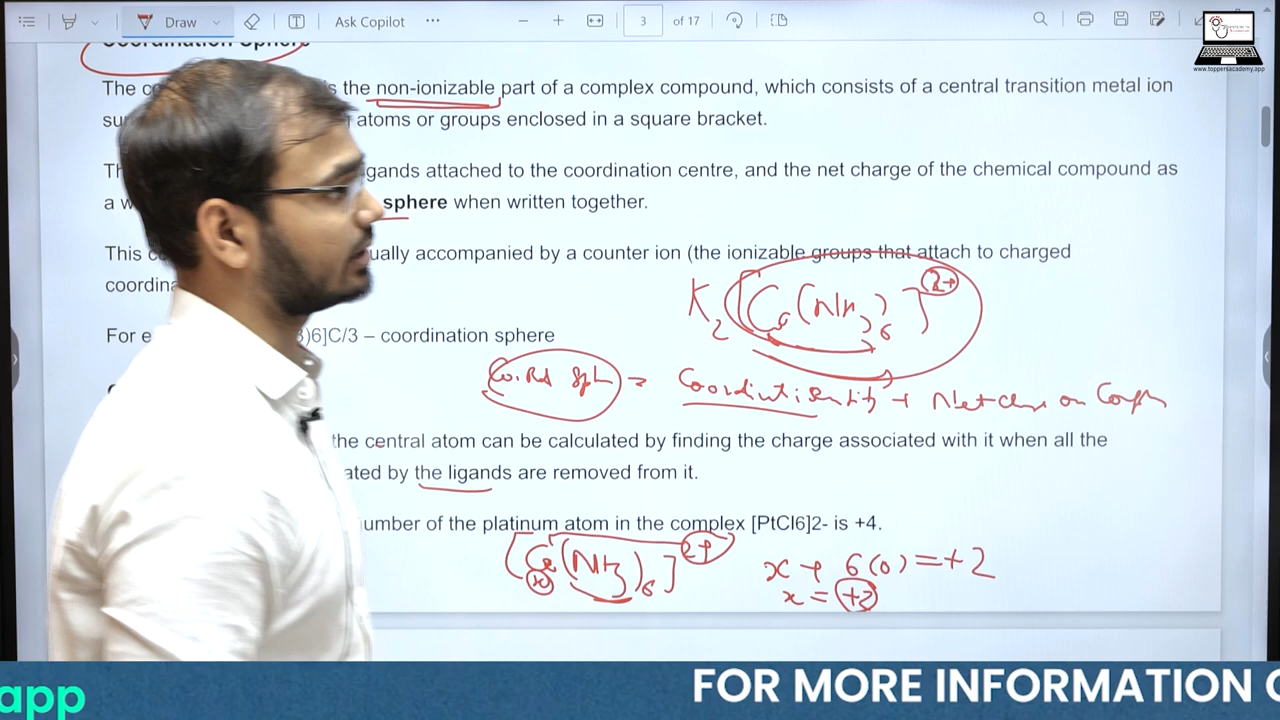 Draw
Ask Copilot
3 of 17
www.toppersacademy.app
Coordination Sphere
The co s the non-ionizable part of a complex compound, which consists of a central transition metal ion
su atoms or groups enclosed in a square bracket.
Th gands attached to the coordination centre, and the net charge of the chemical compound as
a w sphere when written together.
This c ually accompanied by a counter ion (the ionizable groups that attach to charged
coordina
K2[Co(NH3)6]2+
For e 3)6]C/3 – coordination sphere
= + Net
the central atom can be calculated by finding the charge associated with it when all the
ated by the ligands are removed from it.
umber of the platinum atom in the complex [PtCl6]2- is +4.
[Co(NH3)6]2+
x
x + 6(0) = +2
x = +2
app
FOR MORE INFORMATION